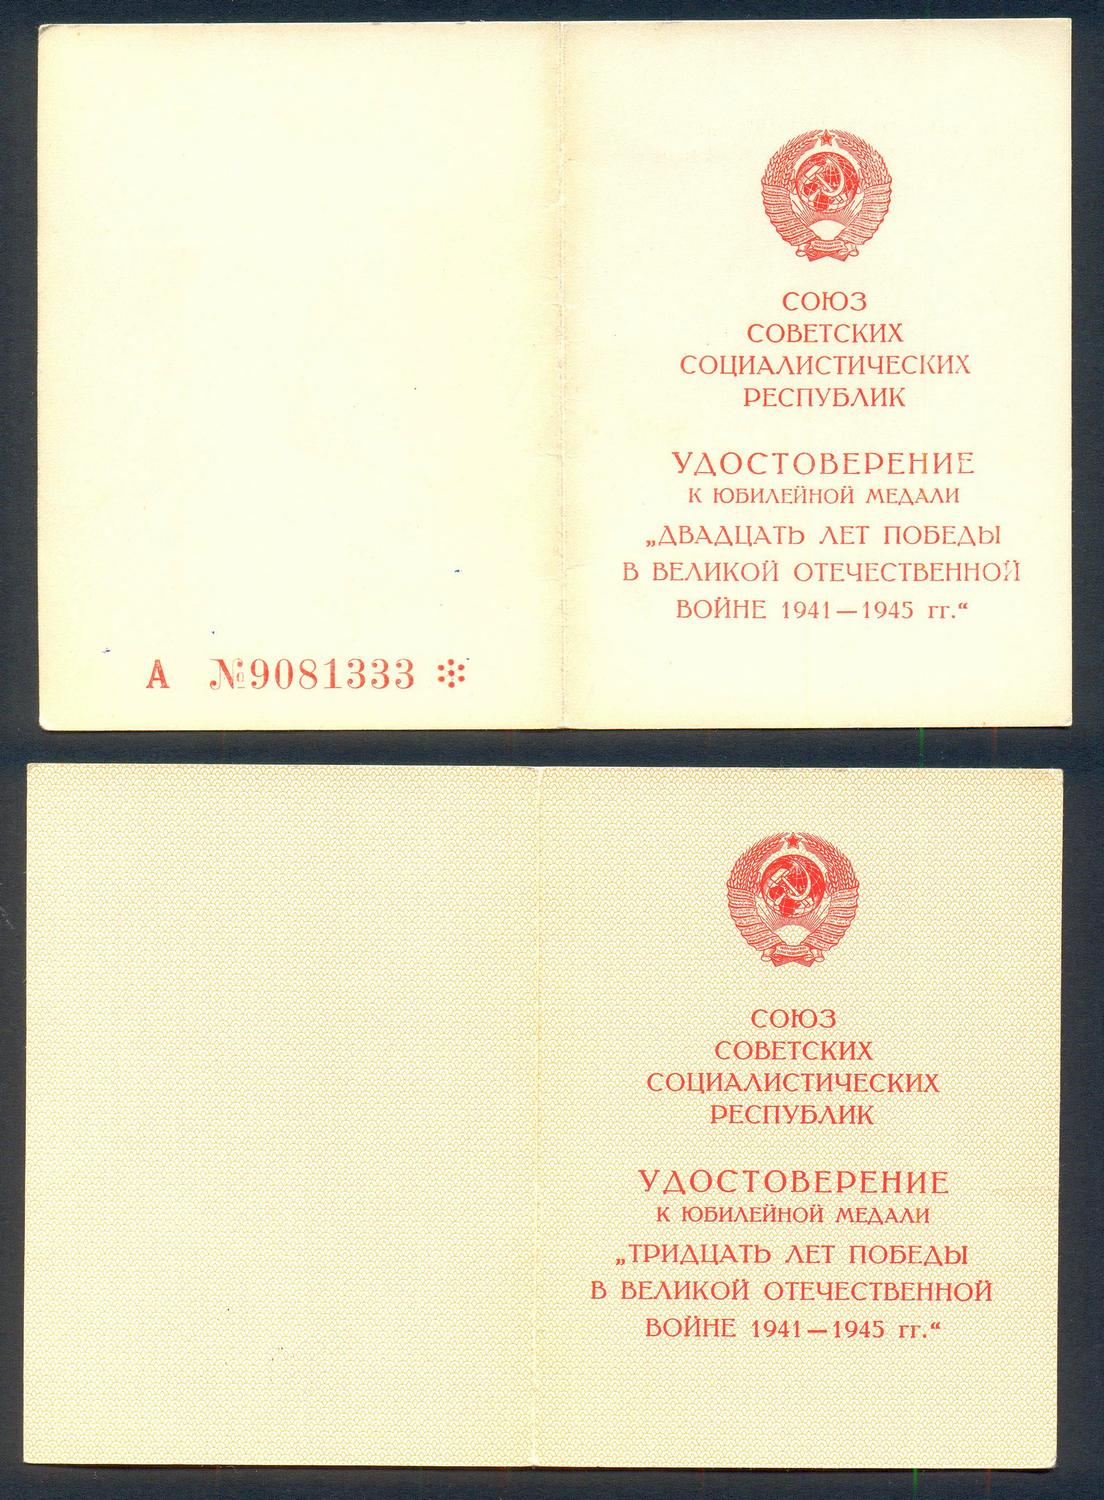 СОЮЗ
СОВЕТСКИХ
СОЦИАЛИСТИЧЕСКИХ
РЕСПУБЛИК
УДОСТОВЕРЕНИЕ
К ЮБИЛЕЙНОЙ МЕДАЛИ
„ДВАДЦАТЬ ЛЕТ ПОБЕДЫ
В ВЕЛИКОЙ ОТЕЧЕСТВЕННОЙ
ВОЙНЕ 1941—1945 гг.“
А №9081333
СОЮЗ
СОВЕТСКИХ
СОЦИАЛИСТИЧЕСКИХ
РЕСПУБЛИК
УДОСТОВЕРЕНИЕ
К ЮБИЛЕЙНОЙ МЕДАЛИ
„ТРИДЦАТЬ ЛЕТ ПОБЕДЫ
В ВЕЛИКОЙ ОТЕЧЕСТВЕННОЙ
ВОЙНЕ 1941—1945 гг.“